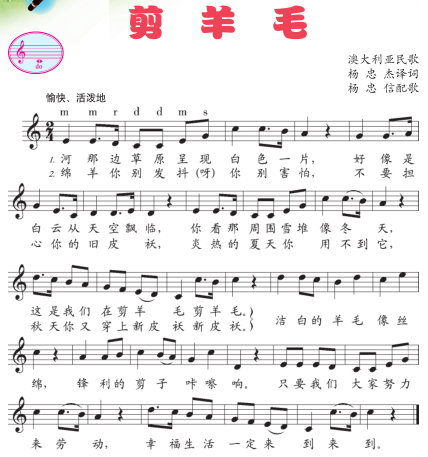 剪羊毛
do
澳大利亚民歌
杨忠杰译词
杨忠信配歌
愉快、活泼地
m m r d d m s
2
4
1. 河那边草原呈现白色一片， 好像是
2. 绵羊你别发抖(呀)你别害怕， 不要担
白云从天空飘临， 你看那周围雪堆像冬天，
心你的旧皮袄， 炎热的夏天你用不到它，
这是我们在剪羊毛剪羊毛。} 洁白的羊毛像丝
秋天你又穿上新皮袄新皮袄。}
绵， 锋利的剪子咔嚓响。 只要我们大家努力
来劳动， 幸福生活一定来到来到。